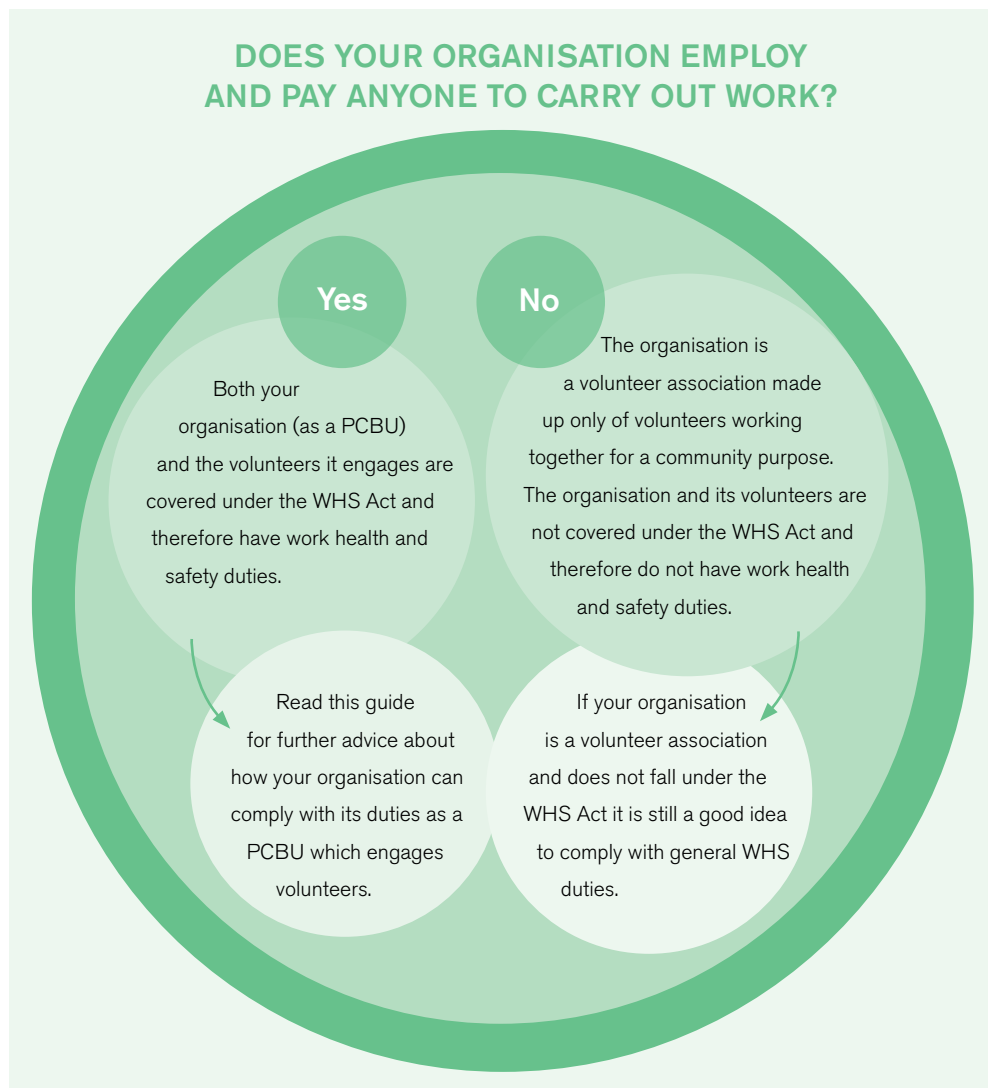 DOES YOUR ORGANISATION EMPLOY
AND PAY ANYONE TO CARRY OUT WORK?
Yes
Both your
organisation (as a PCBU)
and the volunteers it engages are
covered under the WHS Act and
therefore have work health and
safety duties.
Read this guide
for further advice about
how your organisation can
comply with its duties as a
PCBU which engages
volunteers.
No
The organisation is
a volunteer association made
up only of volunteers working
together for a community purpose.
The organisation and its volunteers are
not covered under the WHS Act and
therefore do not have work health
and safety duties.
If your organisation
is a volunteer association
and does not fall under the
WHS Act it is still a good idea
to comply with general WHS
duties.